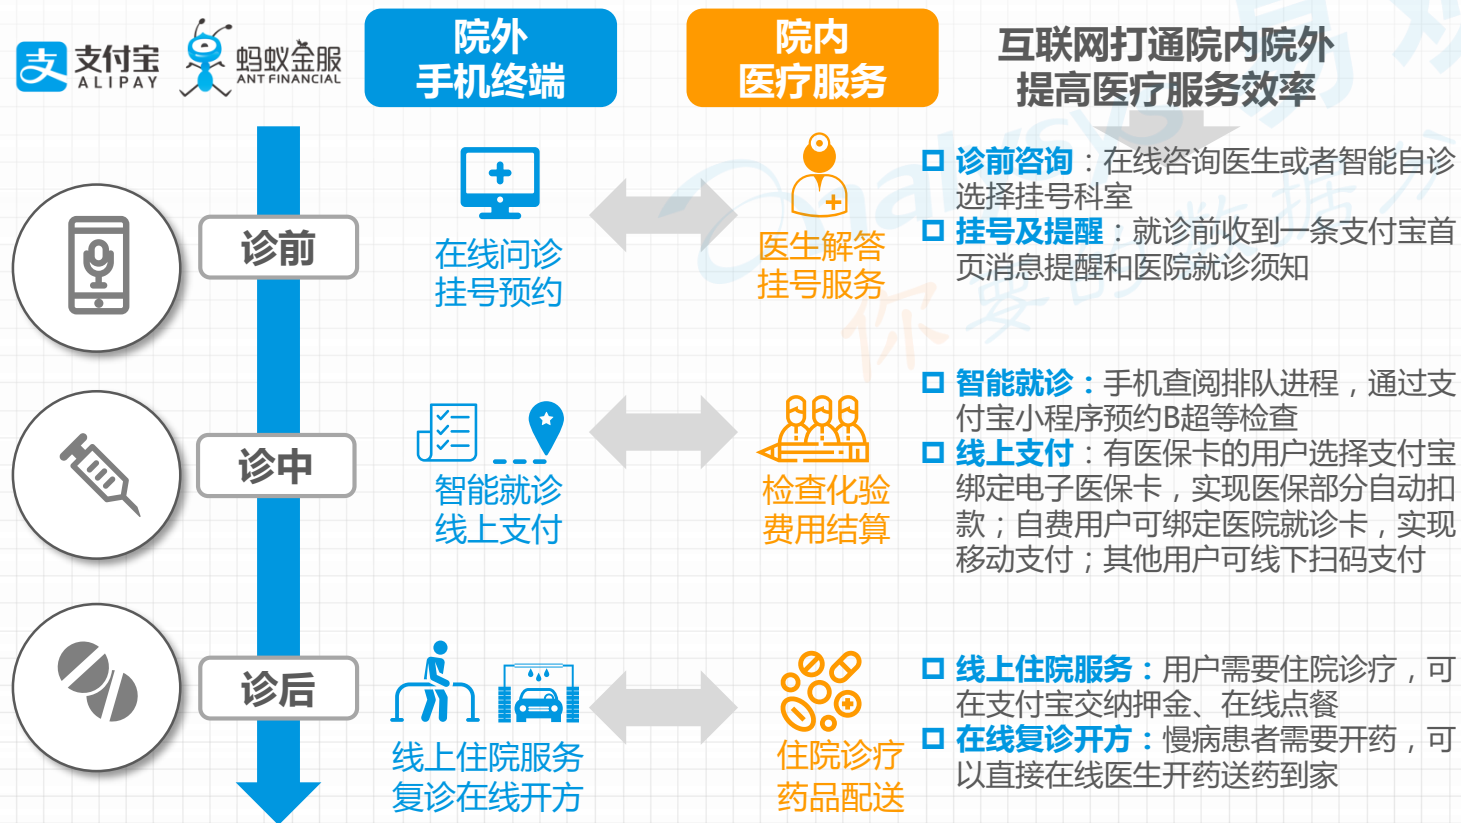 支付宝
ALIPAY
蚂蚁金服
ANT FINANCIAL
院外
手机终端
院内
医疗服务
互联网打通院内院外
提高医疗服务效率
诊前
在线问诊
挂号预约
医生解答
挂号服务
诊前咨询：在线咨询医生或者智能自诊
选择挂号科室
挂号及提醒：就诊前收到一条支付宝首
页消息提醒和医院就诊须知
诊中
智能就诊
线上支付
检查化验
费用结算
智能就诊：手机查阅排队进程，通过支
付宝小程序预约B超等检查
线上支付：有医保卡的用户选择支付宝
绑定电子医保卡，实现医保部分自动扣
款；自费用户可绑定医院就诊卡，实现
移动支付；其他用户可线下扫码支付
诊后
线上住院服务
复诊在线开方
住院诊疗
药品配送
线上住院服务：用户需要住院诊疗，可
在支付宝交纳押金、在线点餐
在线复诊开方：慢病患者需要开药，可
以直接在线医生开药送药到家